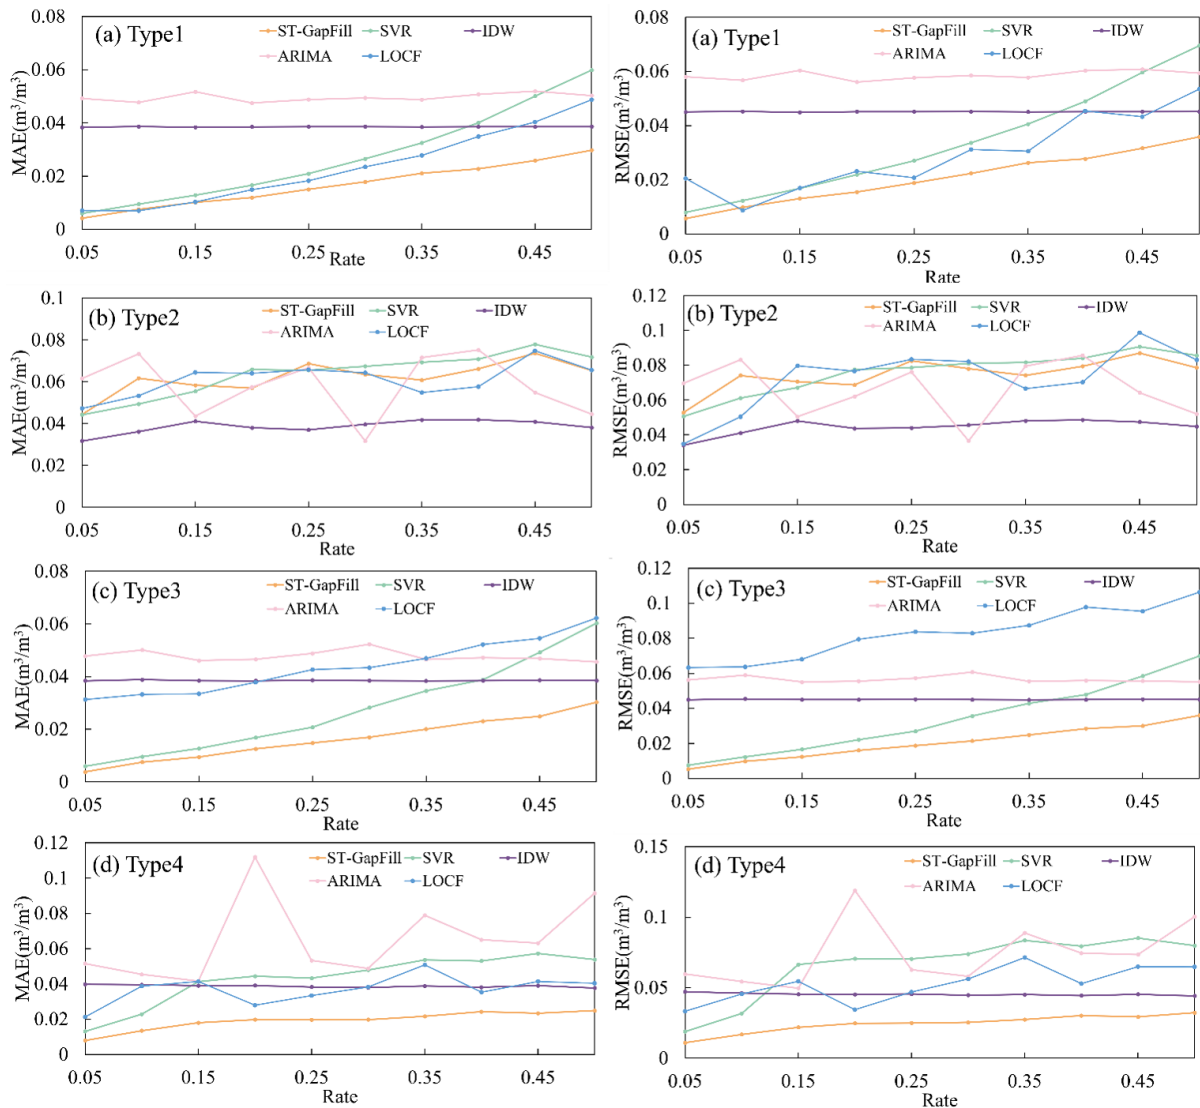 (a) Type1
ST-GapFill SVR IDW
ARIMA LOCF
MAE(m³/m³)
0.08
0.06
0.04
0.02
0
0.05 0.15 0.25 0.35 0.45
Rate
(a) Type1
ST-GapFill SVR IDW
ARIMA LOCF
RMSE(m³/m³)
0.08
0.06
0.04
0.02
0
0.05 0.15 0.25 0.35 0.45
Rate
(b) Type2
ST-GapFill SVR IDW
ARIMA LOCF
MAE(m³/m³)
0.1
0.08
0.06
0.04
0.02
0
0.05 0.15 0.25 0.35 0.45
Rate
(b) Type2
ST-GapFill SVR IDW
ARIMA LOCF
RMSE(m³/m³)
0.12
0.1
0.08
0.06
0.04
0.02
0
0.05 0.15 0.25 0.35 0.45
Rate
(c) Type3
ST-GapFill SVR IDW
ARIMA LOCF
MAE(m³/m³)
0.08
0.06
0.04
0.02
0
0.05 0.15 0.25 0.35 0.45
Rate
(c) Type3
ST-GapFill SVR IDW
ARIMA LOCF
RMSE(m³/m³)
0.12
0.1
0.08
0.06
0.04
0.02
0
0.05 0.15 0.25 0.35 0.45
Rate
(d) Type4
ST-GapFill SVR IDW
ARIMA LOCF
MAE(m³/m³)
0.12
0.1
0.08
0.06
0.04
0.02
0
0.05 0.15 0.25 0.35 0.45
Rate
(d) Type4
ST-GapFill SVR IDW
ARIMA LOCF
RMSE(m³/m³)
0.15
0.1
0.05
0
0.05 0.15 0.25 0.35 0.45
Rate